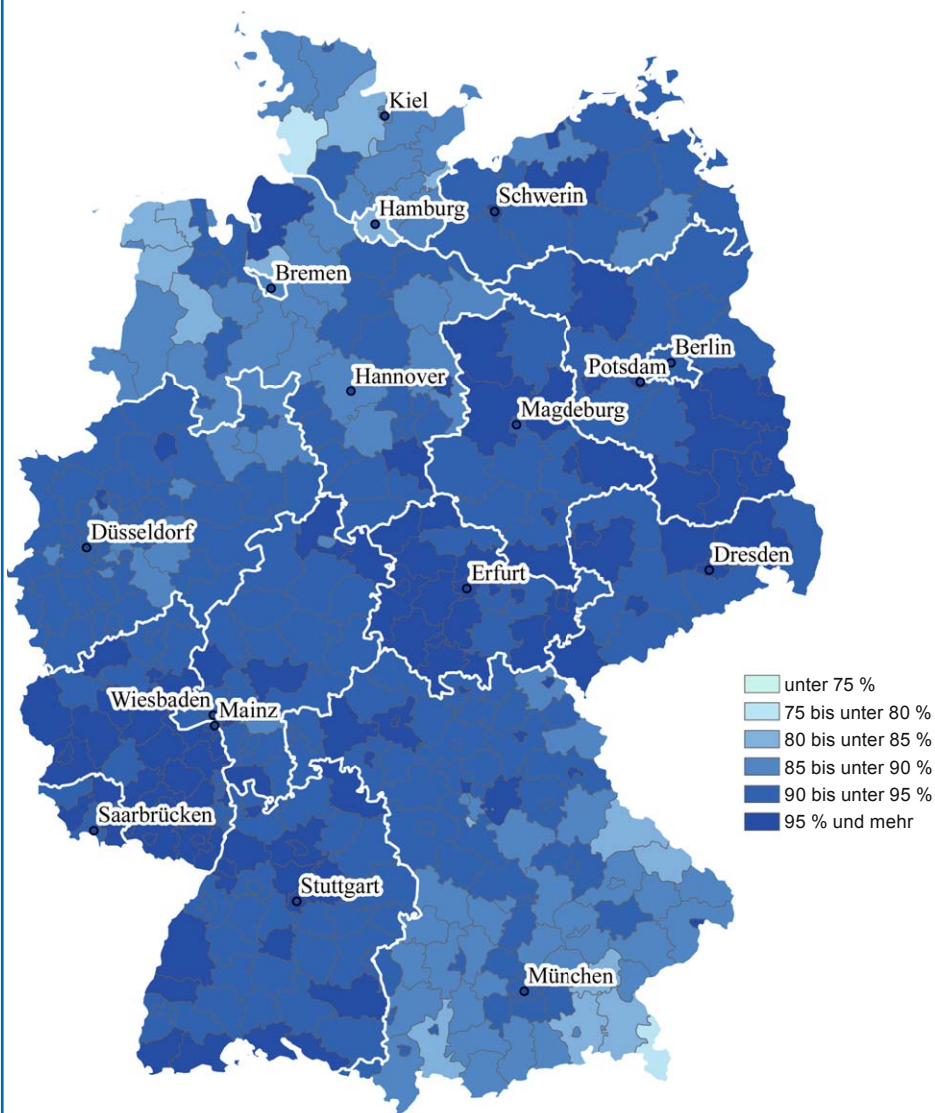 Kiel
Schwerin
Hamburg
Bremen
Berlin
Potsdam
Hannover
Magdeburg
Düsseldorf
Dresden
Erfurt
Wiesbaden
Mainz
Saarbrücken
Stuttgart
München
unter 75 %
75 bis unter 80 %
80 bis unter 85 %
85 bis unter 90 %
90 bis unter 95 %
95 % und mehr